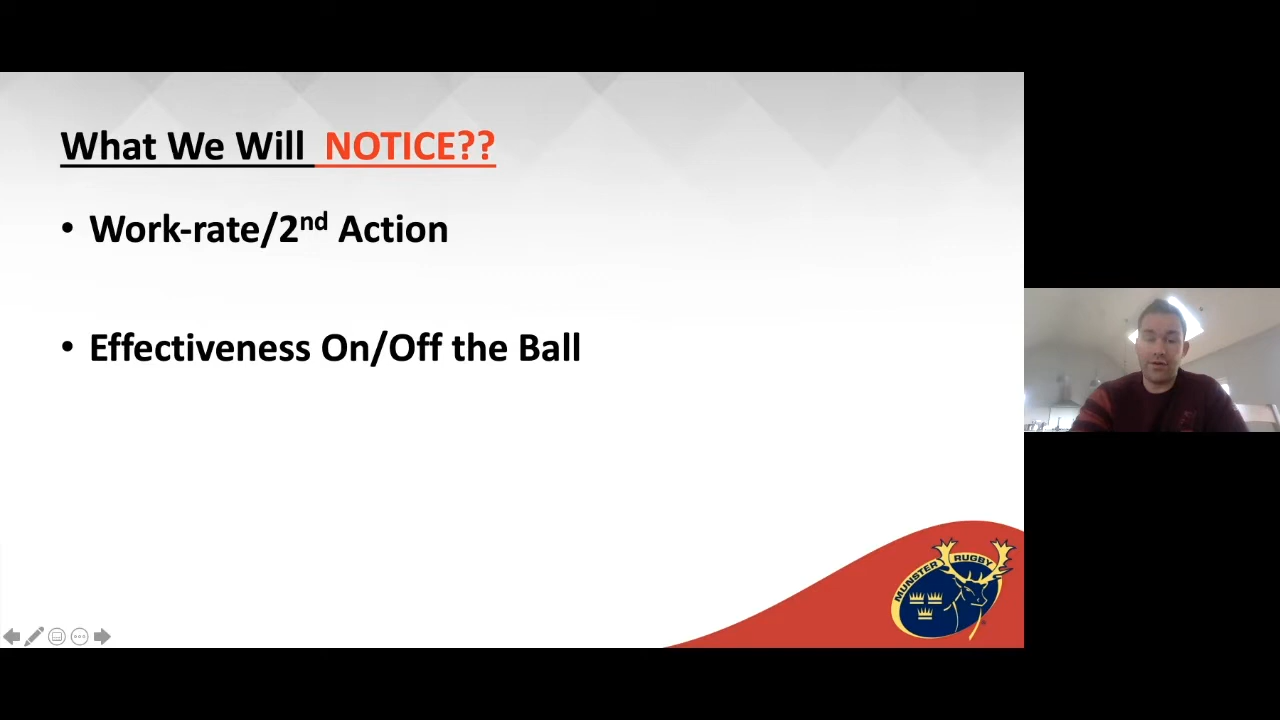 What We Will NOTICE??
• Work-rate/2nd Action
• Effectiveness On/Off the Ball
MUNSTER RUGBY